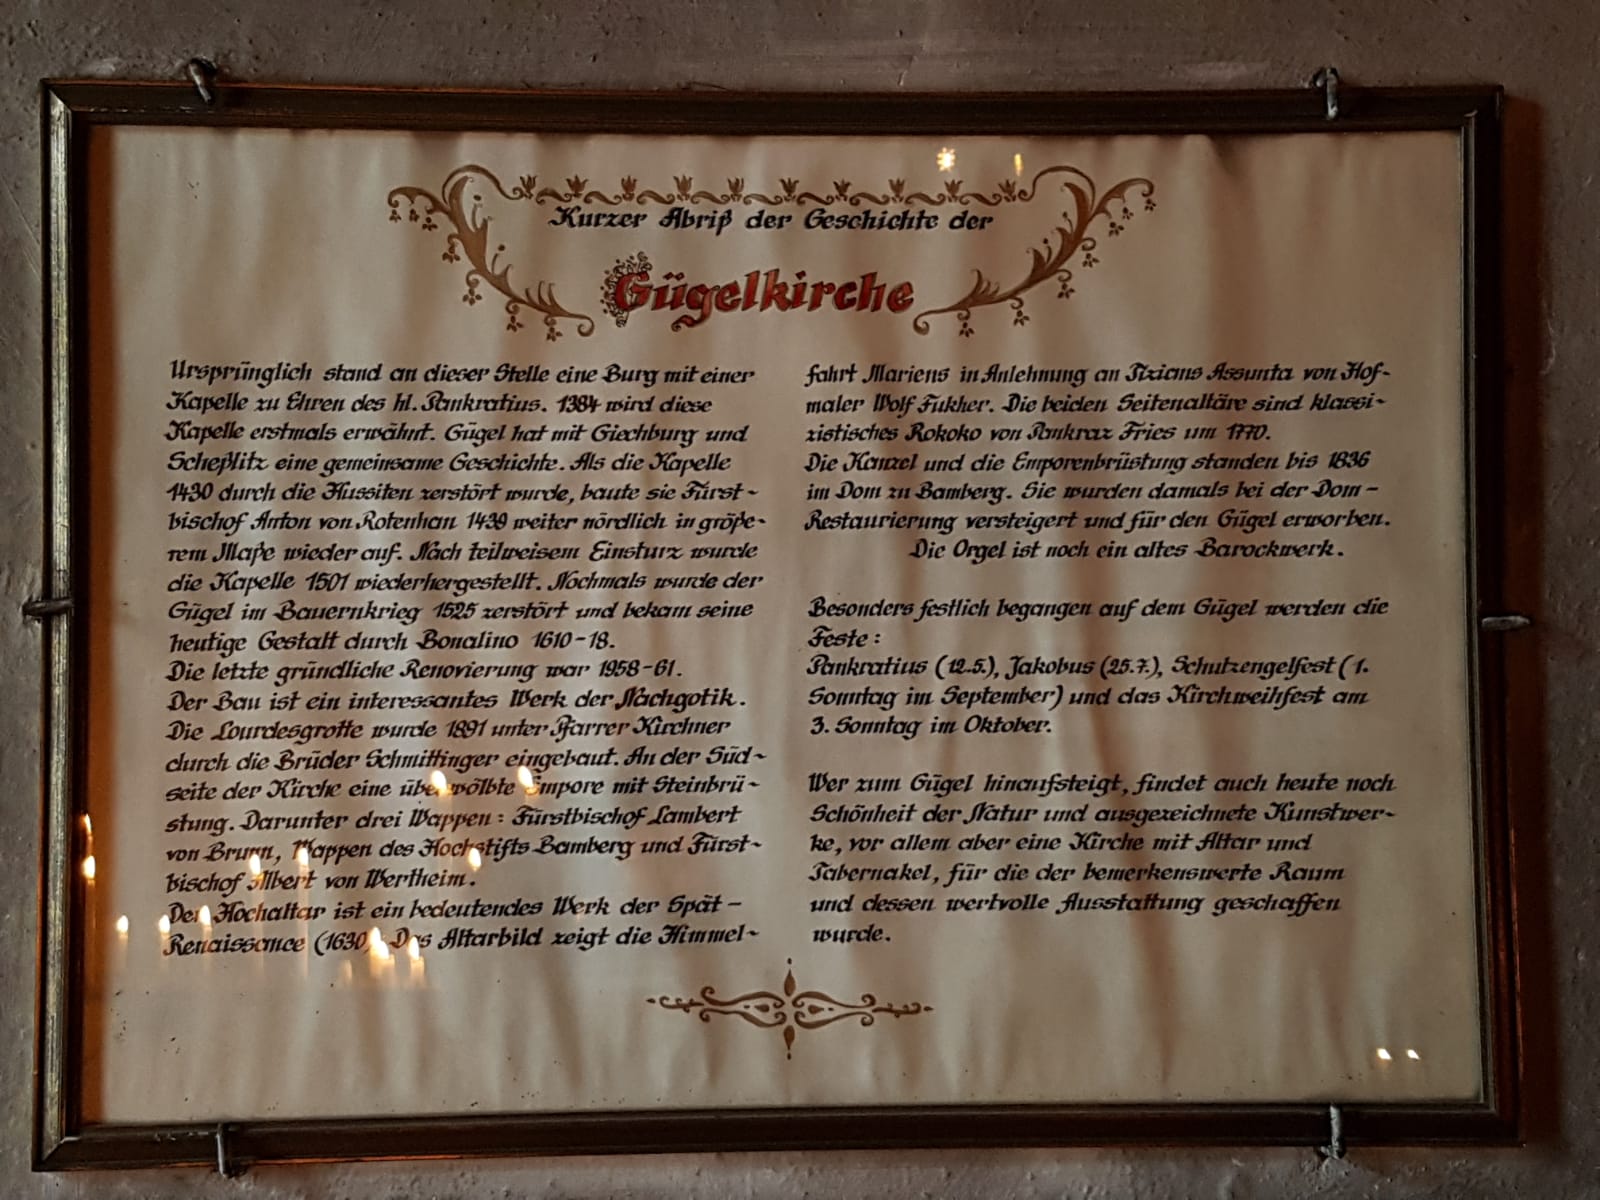 Kurzer Abriß der Geschichte der
Gügelkirche
Ursprünglich stand an dieser Stelle eine Burg mit einer
Kapelle zu Ehren des hl. Pankratius. 1384 wird diese
Kapelle erstmals erwähnt. Gügel hat mit Giechburg und
Scheßlitz eine gemeinsame Geschichte. Als die Kapelle
1430 durch die Hussiten zerstört wurde, baute sie Fürst-
bischof Anton von Rotenhan 1439 weiter nördlich in größe-
rem Maße wieder auf. Nach teilweisem Einsturz wurde
die Kapelle 1501 wiederhergestellt. Nochmals wurde der
Gügel im Bauernkrieg 1525 zerstört und bekam seine
heutige Gestalt durch Bonalino 1610-18.
Die letzte gründliche Renovierung war 1958-61.
Der Bau ist ein interessantes Werk der Nachgotik.
Die Lourdesgrotte wurde 1891 unter Pfarrer Kirchner
durch die Brüder Schmittinger eingebaut. An der Süd-
seite der Kirche eine überwölbte Empore mit Steinbrü-
stung. Darunter drei Wappen: Fürstbischof Lambert
von Brunn, Wappen des Hochstifts Bamberg und Fürst-
bischof Albert von Wertheim.
Der Hochaltar ist ein bedeutendes Werk der Spät-
Renaissance (1630). Das Altarbild zeigt die Himmel-
fahrt Mariens in Anlehnung an Tizians Assunta von Hof-
maler Wolf Fukher. Die beiden Seitenaltäre sind klassi-
zistisches Rokoko von Pankraz Fries um 1770.
Die Kanzel und die Emporenbrüstung standen bis 1836
im Dom zu Bamberg. Sie wurden damals bei der Dom-
Restaurierung versteigert und für den Gügel erworben.
Die Orgel ist noch ein altes Barockwerk.
Besonders festlich begangen auf dem Gügel werden die
Feste:
Pankratius (12.5.), Jakobus (25.7.), Schutzengelfest (1.
Sonntag im September) und das Kirchweihfest am
3. Sonntag im Oktober.
Wer zum Gügel hinaufsteigt, findet auch heute noch
Schönheit der Natur und ausgezeichnete Kunstwer-
ke, vor allem aber eine Kirche mit Altar und
Tabernakel, für die der bemerkenswerte Raum
und dessen wertvolle Ausstattung geschaffen
wurde.